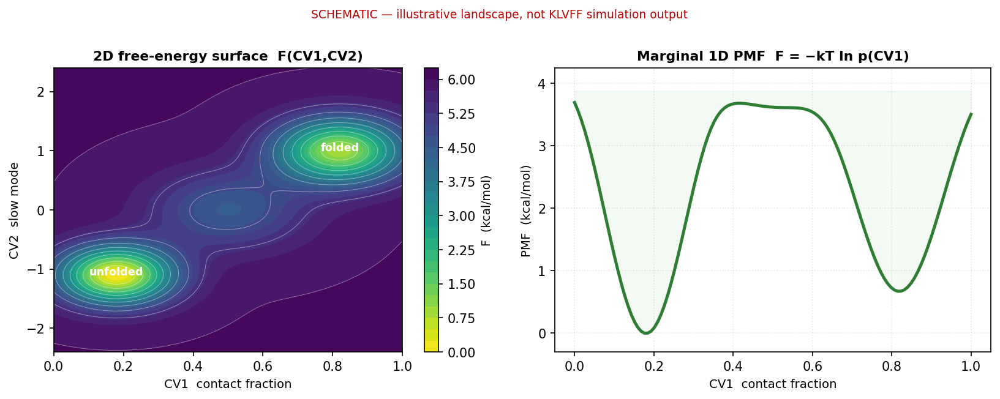 SCHEMATIC — illustrative landscape, not KLVFF simulation output
2D free-energy surface  F(CV1,CV2)
CV2  slow mode
2
1
0
−1
−2
folded
unfolded
0.0 0.2 0.4 0.6 0.8 1.0
CV1  contact fraction
6.00
5.25
4.50
3.75
3.00
2.25
1.50
0.75
0.00
F  (kcal/mol)
Marginal 1D PMF  F = −kT ln p(CV1)
PMF  (kcal/mol)
4
3
2
1
0
0.0 0.2 0.4 0.6 0.8 1.0
CV1  contact fraction